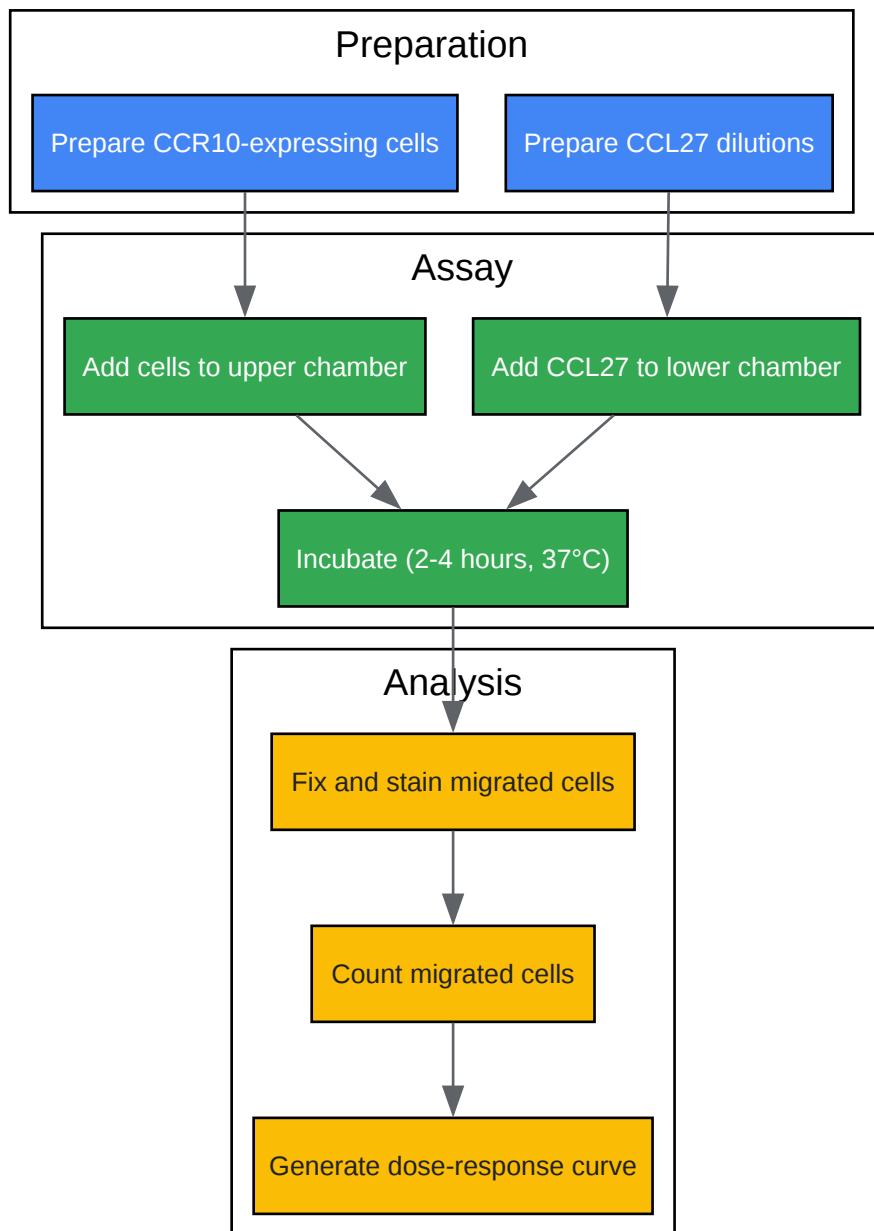 Preparation
Prepare CCR10-expressing cells
Prepare CCL27 dilutions
Assay
Add cells to upper chamber
Add CCL27 to lower chamber
Incubate (2-4 hours, 37°C)
Analysis
Fix and stain migrated cells
Count migrated cells
Generate dose-response curve